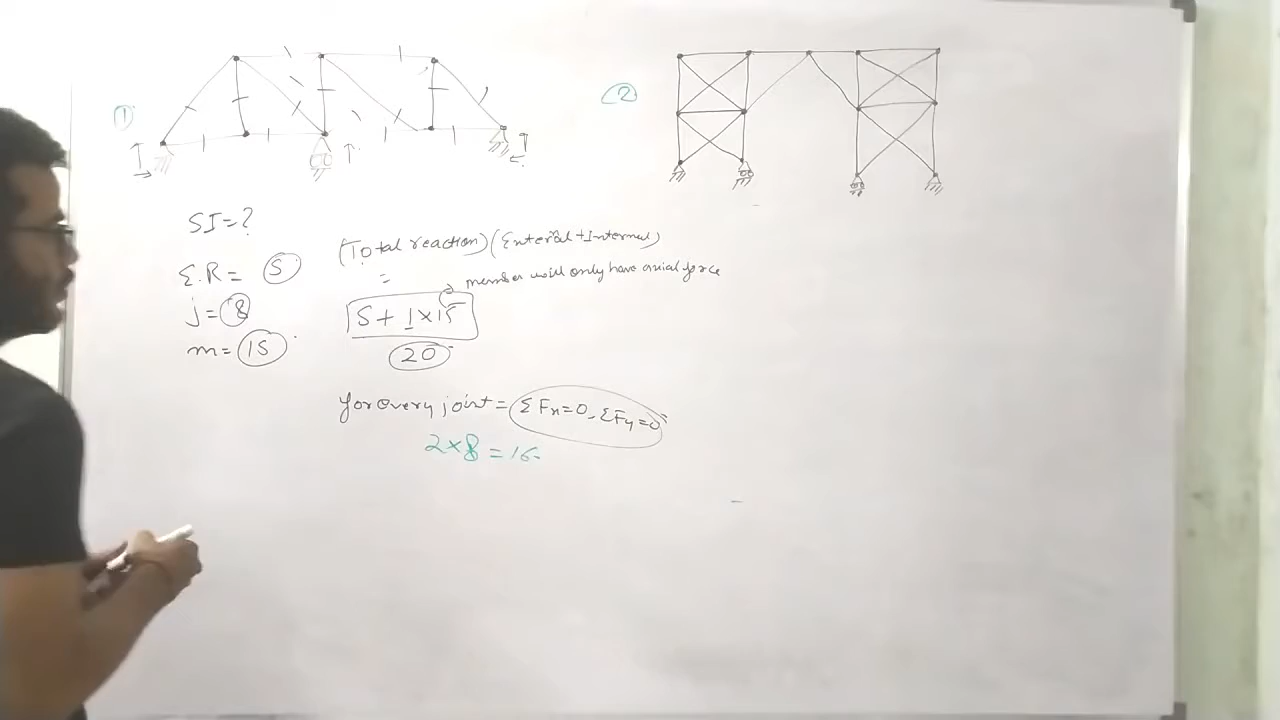 ①
②
SI=?
(Total reaction) (External+Internal)
Σ.R = 5
=
member will only have axial force
j = 8
5 + 1×15
m = 15
20
for every joint = ΣFx=0, ΣFy=0
2×8 = 16